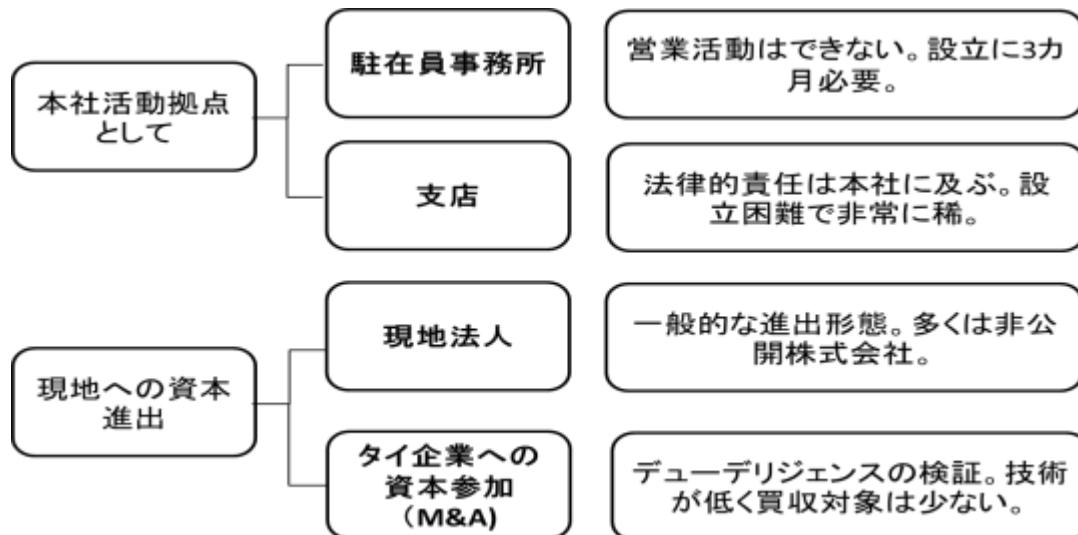 本社活動拠点
として
駐在員事務所
営業活動はできない。設立に3カ
月必要。
支店
法律的責任は本社に及ぶ。設
立困難で非常に稀。
現地への資本
進出
現地法人
一般的な進出形態。多くは非公
開株式会社。
タイ企業への
資本参加
（M&A)
デューデリジェンスの検証。技術
が低く買収対象は少ない。